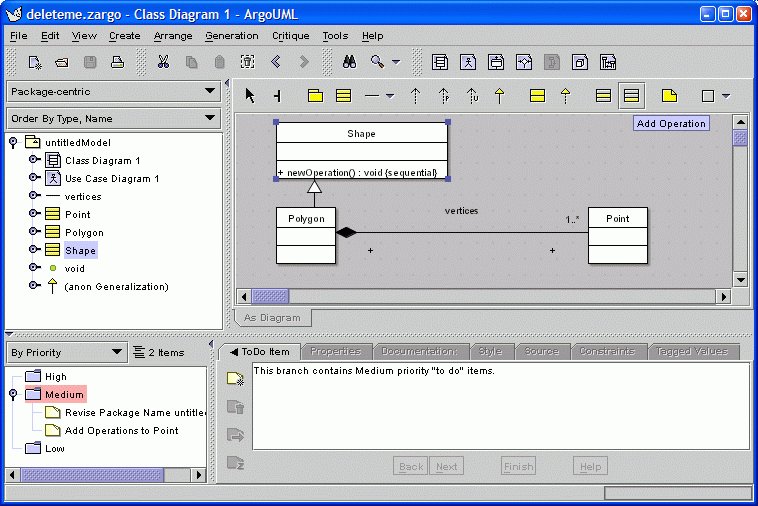 deleteme.zargo - Class Diagram 1 - ArgoUML
File Edit View Create Arrange Generation Critique Tools Help
Package-centric
Order By Type, Name
untitledModel
Class Diagram 1
Use Case Diagram 1
vertices
Point
Polygon
Shape
void
(anon Generalization)
Add Operation
Shape
+ newOperation() : void {sequential}
Polygon
vertices
1..*
Point
+ +
As Diagram
By Priority
2 Items
High
Medium
Revise Package Name untitle
Add Operations to Point
Low
ToDo Item Properties Documentation: Style Source Constraints Tagged Values
This branch contains Medium priority "to do" items.
Back Next Finish Help